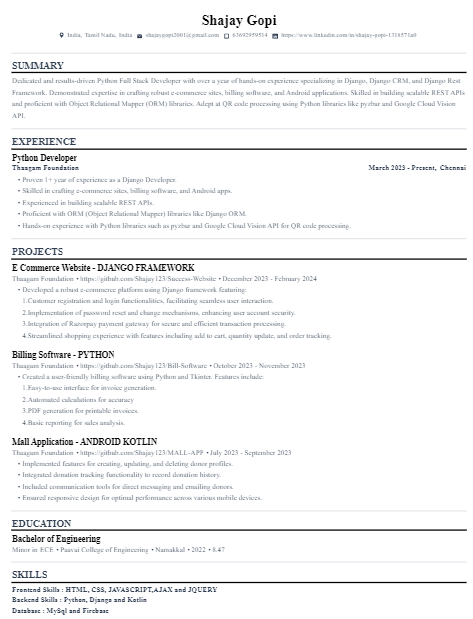 Shajay Gopi
India, Tamil Nadu, India shajaygopi2001@gmail.com 63692959514 https://www.linkedin.com/in/shajay-gopi-1316571a0
SUMMARY
Dedicated and results-driven Python Full Stack Developer with over a year of hands-on experience specializing in Django, Django CRM, and Django Rest
Framework. Demonstrated expertise in crafting robust e-commerce sites, billing software, and Android applications. Skilled in building scalable REST APIs
and proficient with Object Relational Mapper (ORM) libraries. Adept at QR code processing using Python libraries like pyzbar and Google Cloud Vision
API.
EXPERIENCE
Python Developer
Thaagam Foundation March 2023 - Present, Chennai
• Proven 1+ year of experience as a Django Developer.
• Skilled in crafting e-commerce sites, billing software, and Android apps.
• Experienced in building scalable REST APIs.
• Proficient with ORM (Object Relational Mapper) libraries like Django ORM.
• Hands-on experience with Python libraries such as pyzbar and Google Cloud Vision API for QR code processing.
PROJECTS
E Commerce Website - DJANGO FRAMEWORK
Thaagam Foundation • https://github.com/Shajay123/Success-Website • December 2023 - February 2024
• Developed a robust e-commerce platform using Django framework featuring:
1.Customer registration and login functionalities, facilitating seamless user interaction.
2.Implementation of password reset and change mechanisms, enhancing user account security.
3.Integration of Razorpay payment gateway for secure and efficient transaction processing.
4.Streamlined shopping experience with features including add to cart, quantity update, and order tracking.
Billing Software - PYTHON
Thaagam Foundation • https://github.com/Shajay123/Bill-Software • October 2023 - November 2023
• Created a user-friendly billing software using Python and Tkinter. Features include:
1.Easy-to-use interface for invoice generation.
2.Automated calculations for accuracy
3.PDF generation for printable invoices.
4.Basic reporting for sales analysis.
Mall Application - ANDROID KOTLIN
Thaagam Foundation • https://github.com/Shajay123/MALL-APP • July 2023 - September 2023
• Implemented features for creating, updating, and deleting donor profiles.
• Integrated donation tracking functionality to record donation history.
• Included communication tools for direct messaging and emailing donors.
• Ensured responsive design for optimal performance across various mobile devices.
EDUCATION
Bachelor of Engineering
Minor in ECE • Paavai College of Engineering • Namakkal • 2022 • 8.47
SKILLS
Frontend Skills : HTML, CSS, JAVASCRIPT,AJAX and JQUERY
Backend Skills : Python, Django and Kotlin
Database : MySql and Firebase